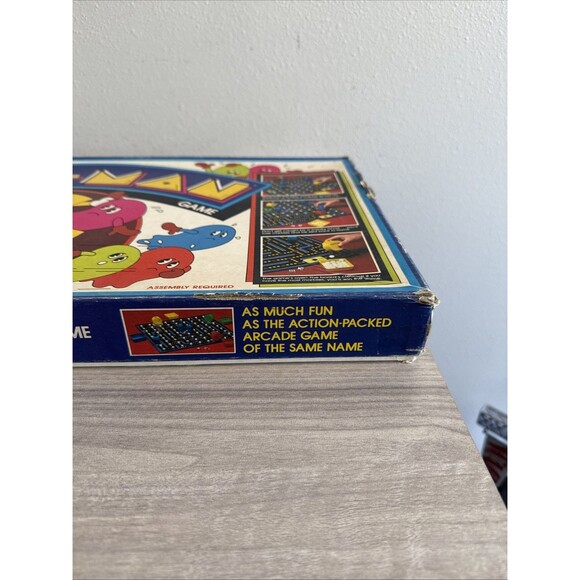 -MAN
GAME
ASSEMBLY REQUIRED
ME
AS MUCH FUN
AS THE ACTION-PACKED
ARCADE GAME
OF THE SAME NAME